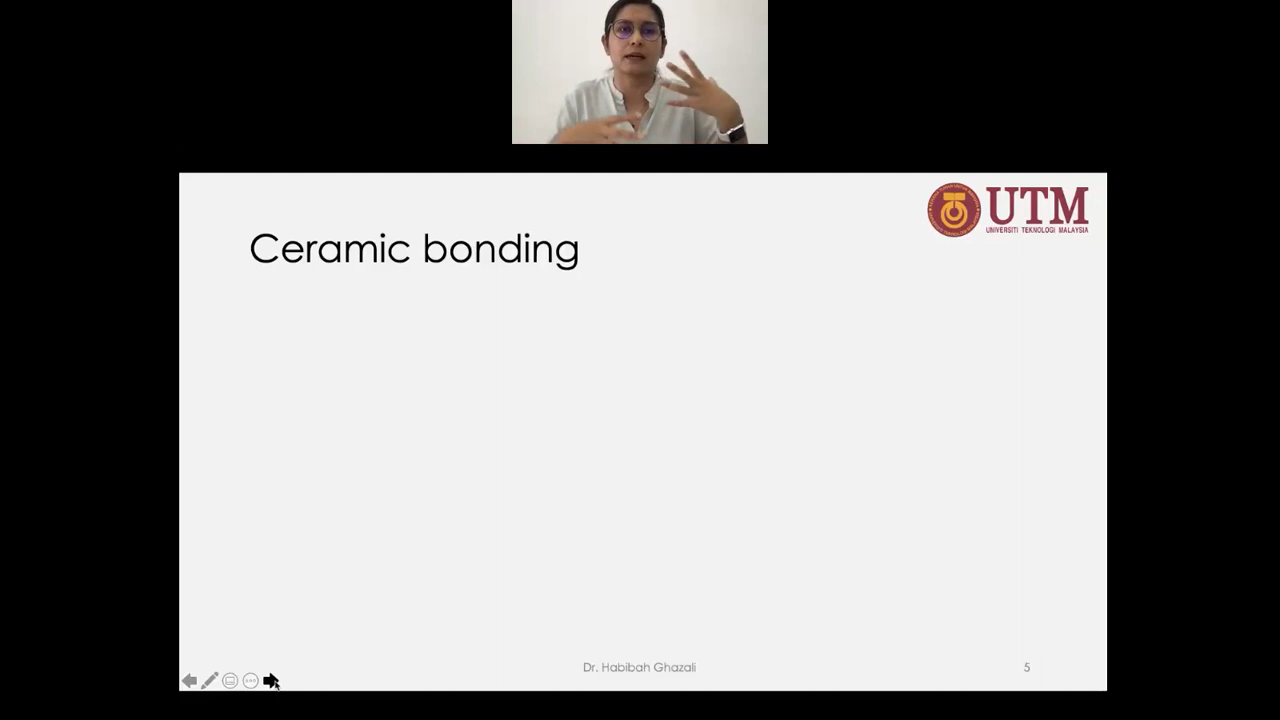 UTM
UNIVERSITI TEKNOLOGI MALAYSIA
Ceramic bonding
Dr. Habibah Ghazali
5